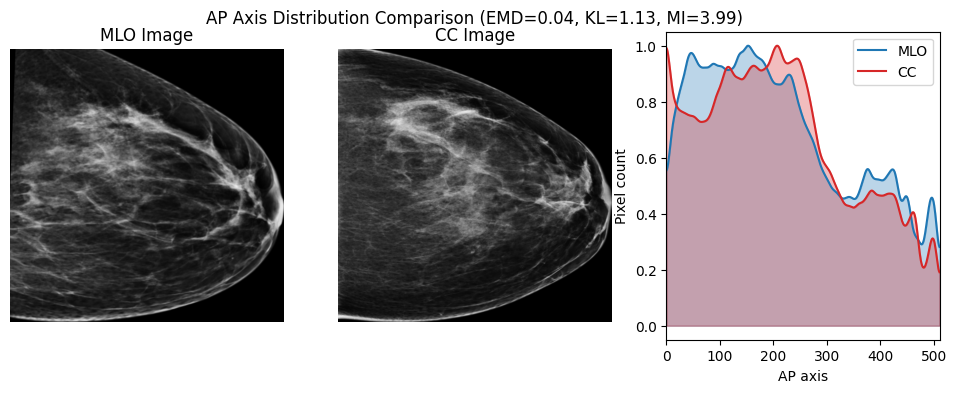 AP Axis Distribution Comparison (EMD=0.04, KL=1.13, MI=3.99)
MLO Image
CC Image
MLO
CC
Pixel count
1.0
0.8
0.6
0.4
0.2
0.0
0 100 200 300 400 500
AP axis